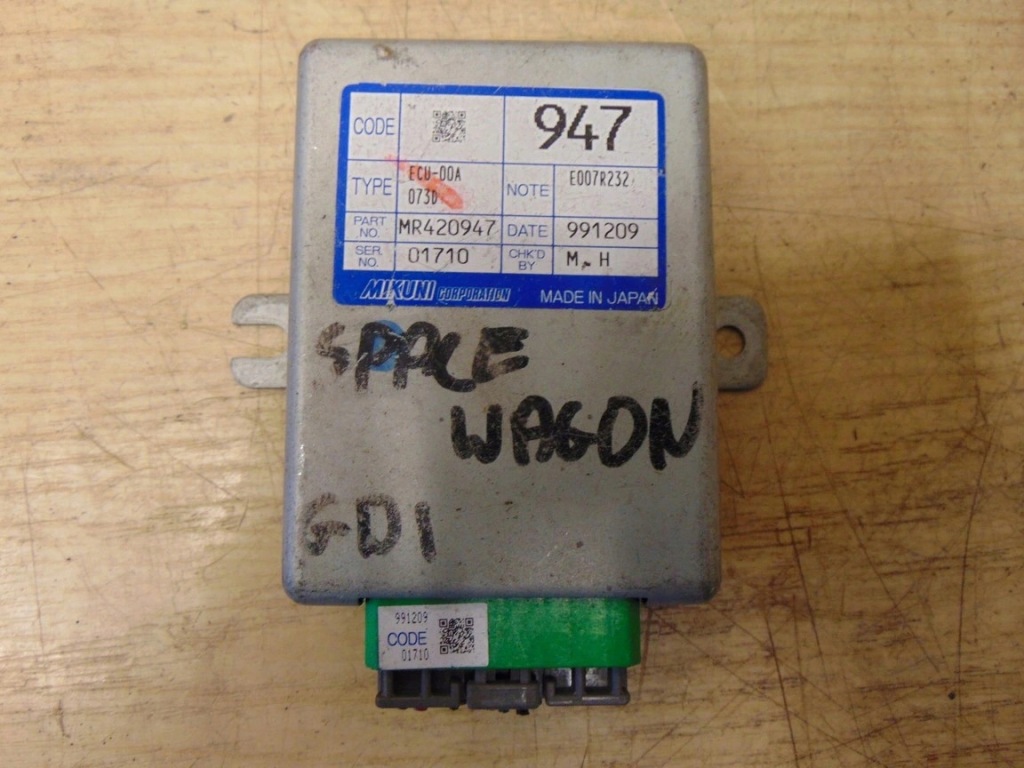 CODE 947
TYPE ECU-00A 073D NOTE E007R232
PART NO. MR420947 DATE 991209
SER. NO. 01710 CHK'D BY M. H
MIKUNI CORPORATION MADE IN JAPAN
SPACE
WAGON
GDI
991209
CODE
01710